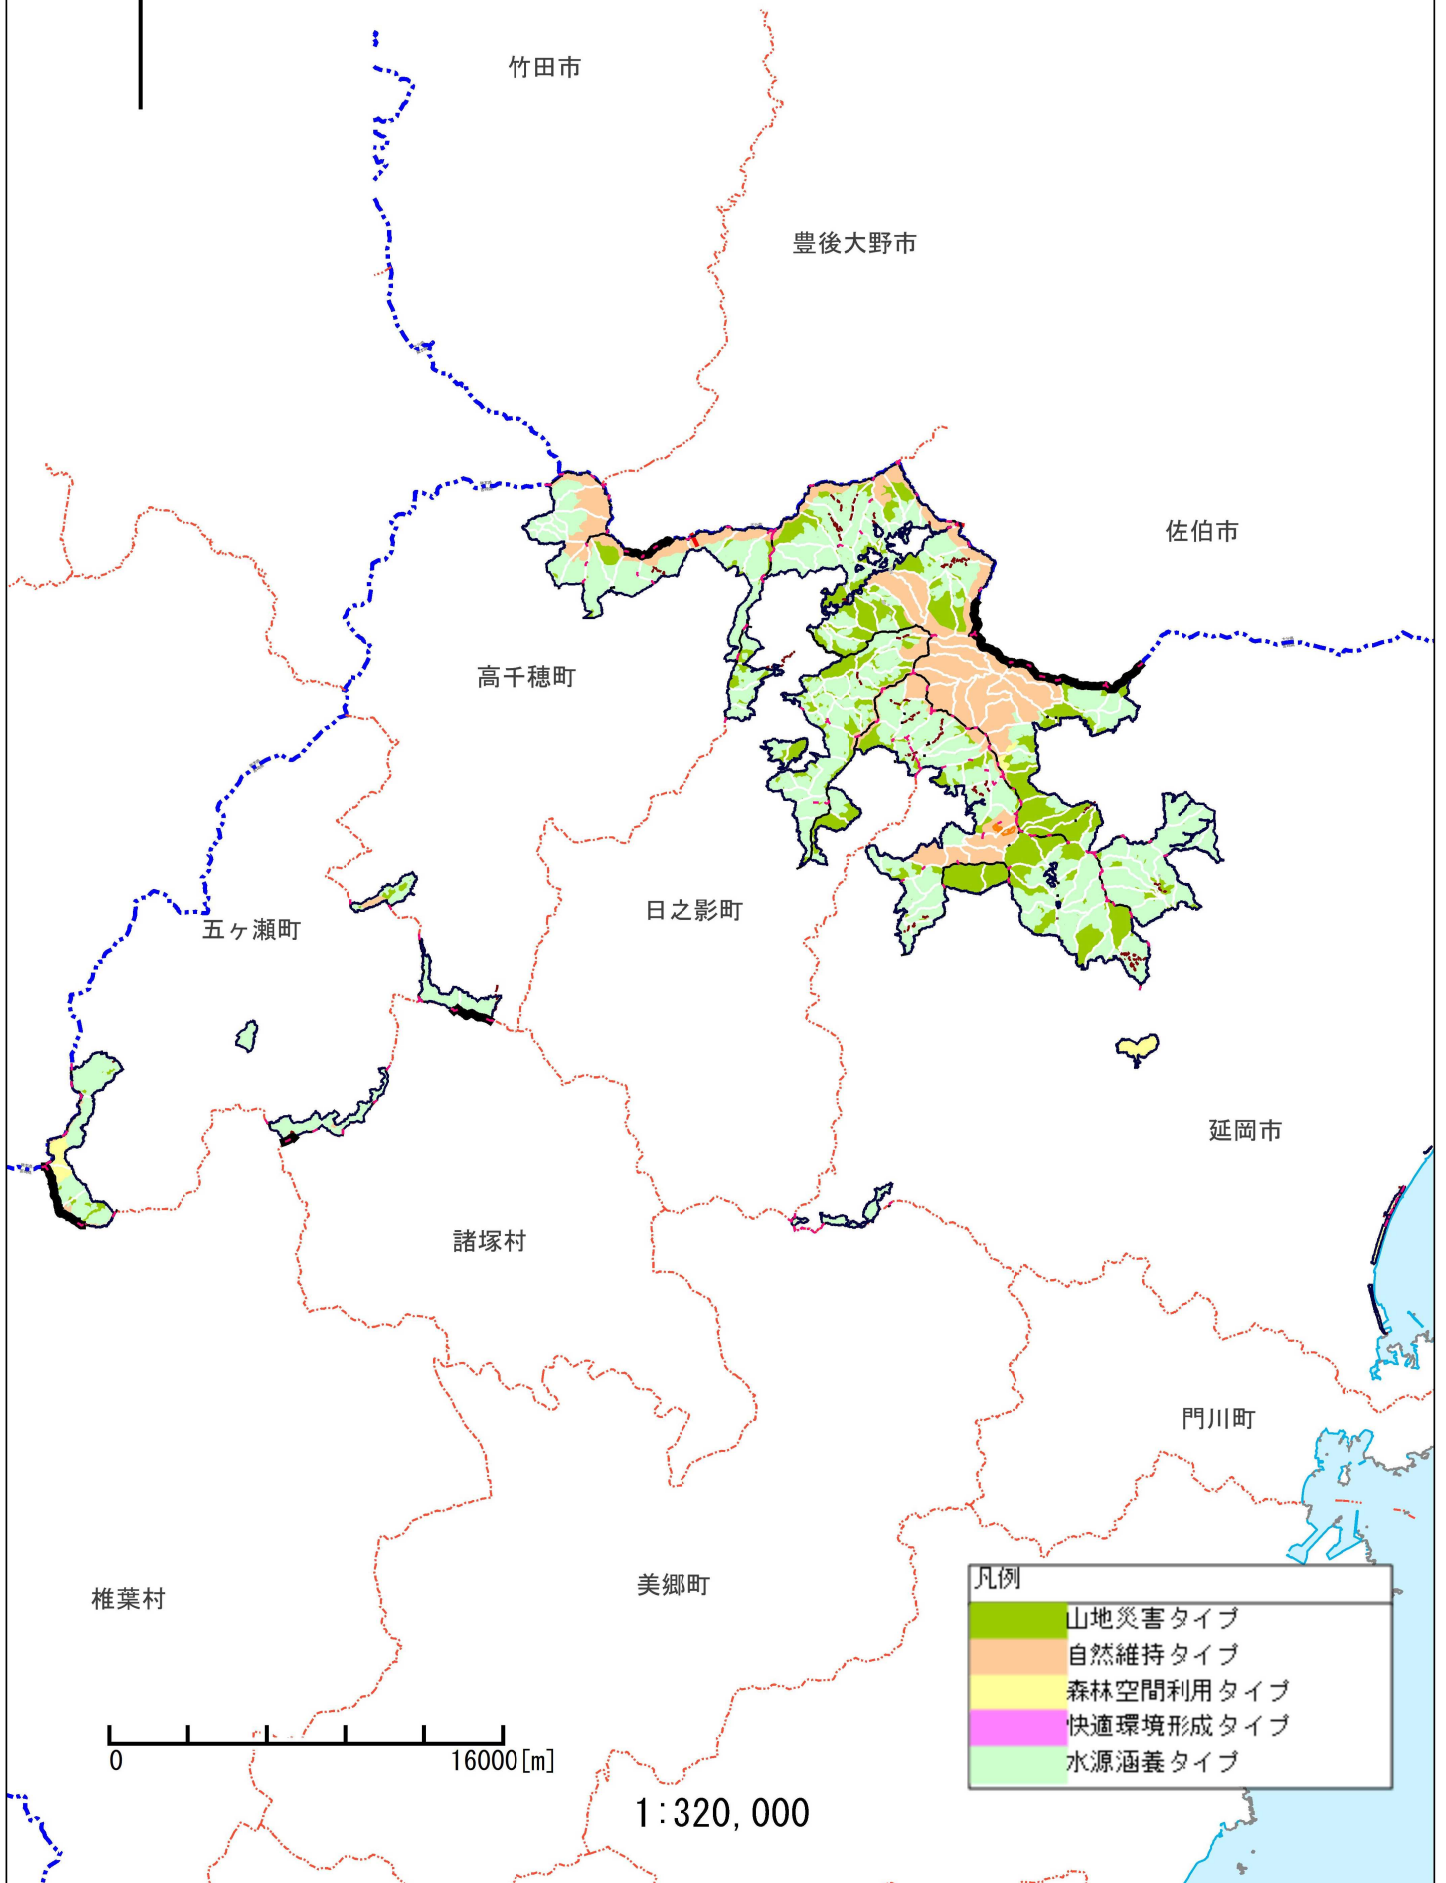 竹田市
豊後大野市
佐伯市
高千穂町
日之影町
五ヶ瀬町
延岡市
諸塚村
門川町
美郷町
椎葉村
凡例
山地災害タイプ
自然維持タイプ
森林空間利用タイプ
快適環境形成タイプ
水源涵養タイプ
0 16000[m]
1:320,000